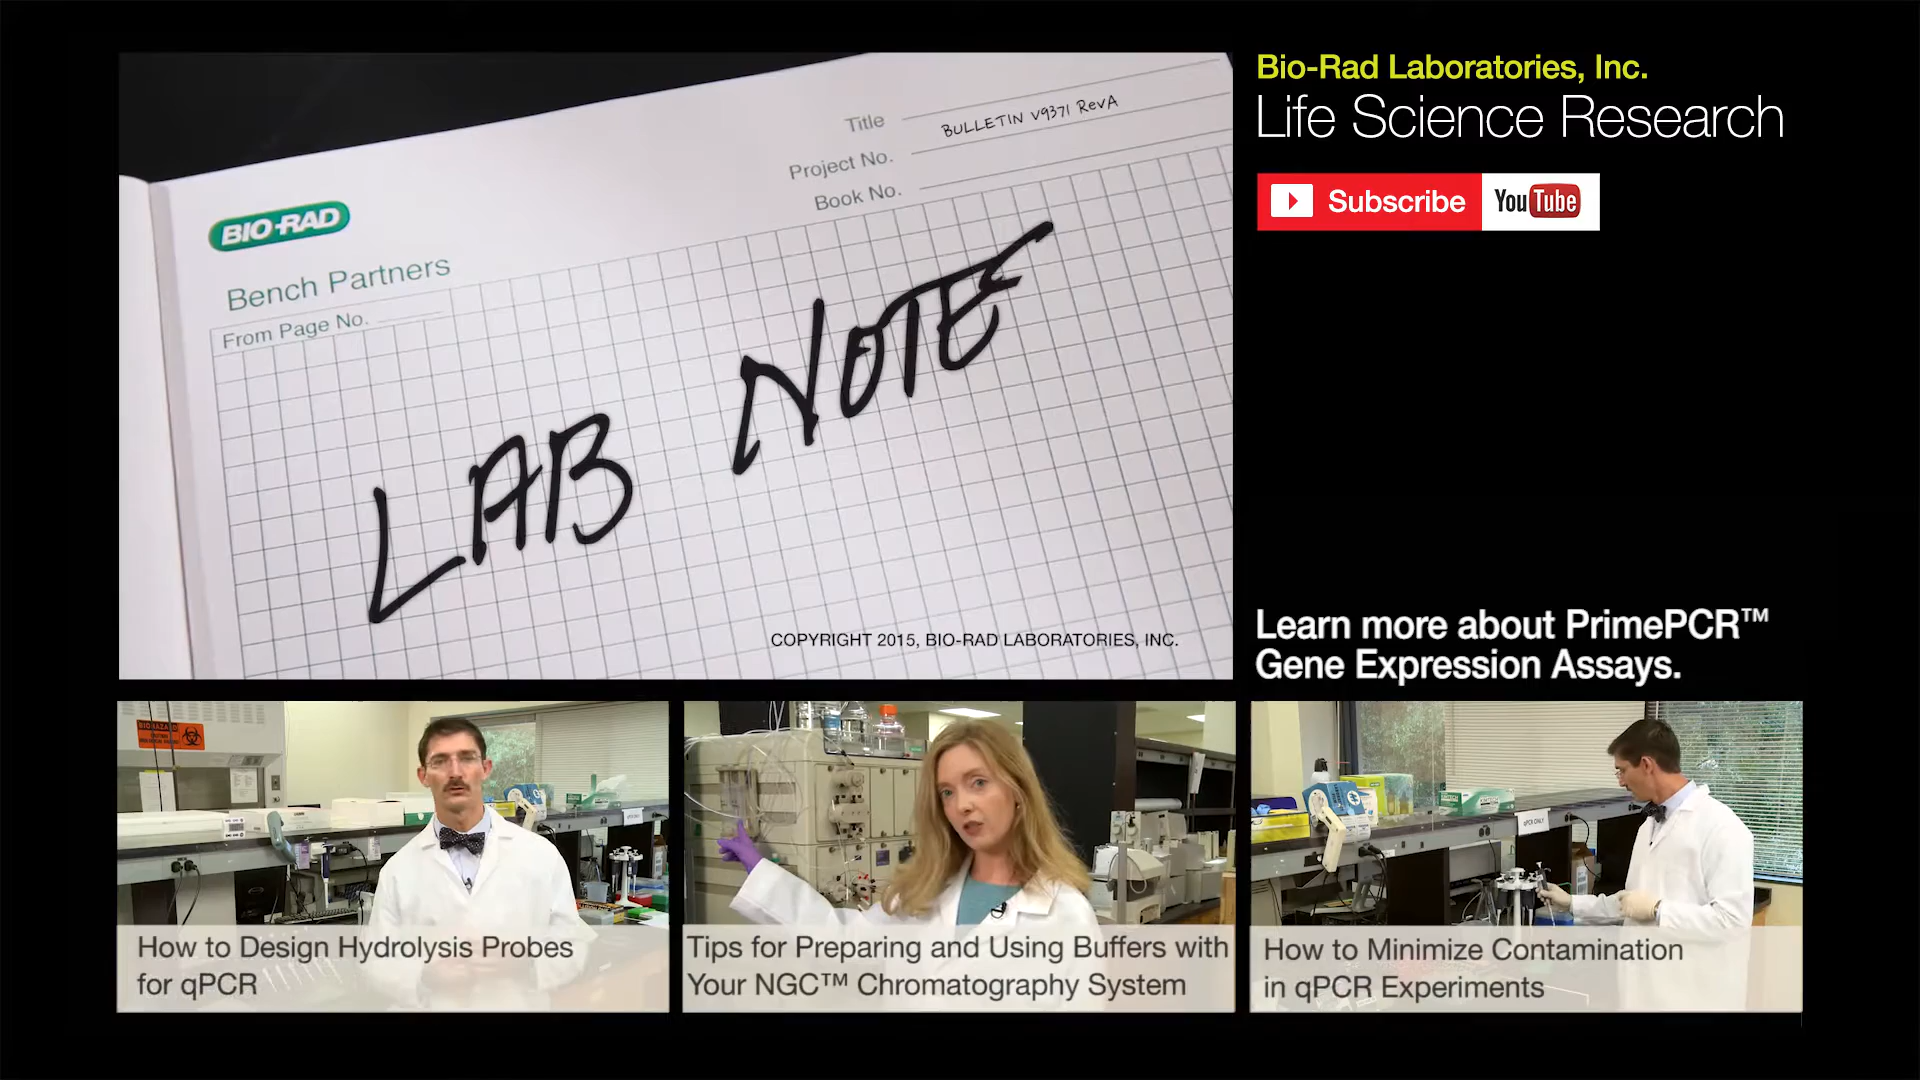 Bio-Rad Laboratories, Inc.
Life Science Research
Subscribe
YouTube
Title
BULLETIN V9371 RevA
Project No.
Book No.
BIO-RAD
Bench Partners
From Page No.
LAB NOTE
COPYRIGHT 2015, BIO-RAD LABORATORIES, INC.
Learn more about PrimePCR™
Gene Expression Assays.
BIOHAZARD
How to Design Hydrolysis Probes
for qPCR
Tips for Preparing and Using Buffers with
Your NGC™ Chromatography System
qPCR ONLY
How to Minimize Contamination
in qPCR Experiments